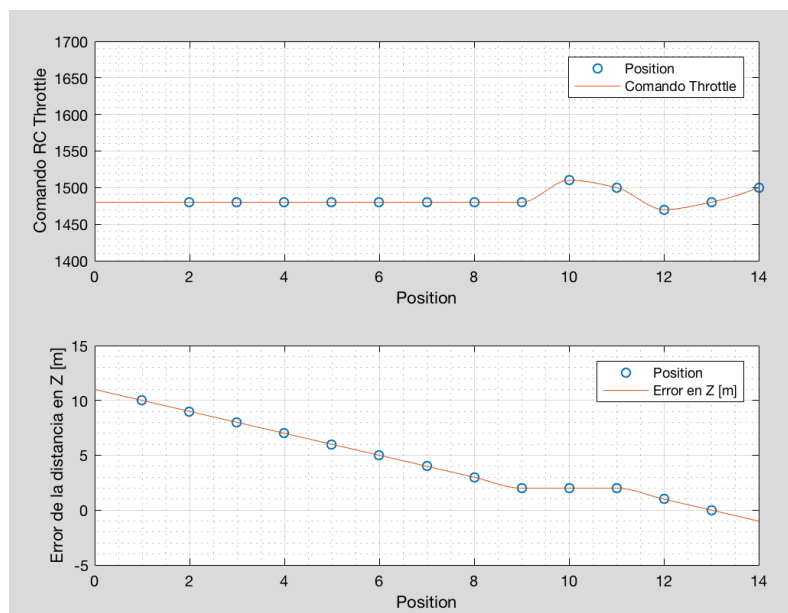 1700
1650
1600
1550
1500
1450
1400
Comando RC Throttle
Position
Comando Throttle
0 2 4 6 8 10 12 14
Position
15
10
5
0
-5
Error de la distancia en Z [m]
Position
Error en Z [m]
0 2 4 6 8 10 12 14
Position